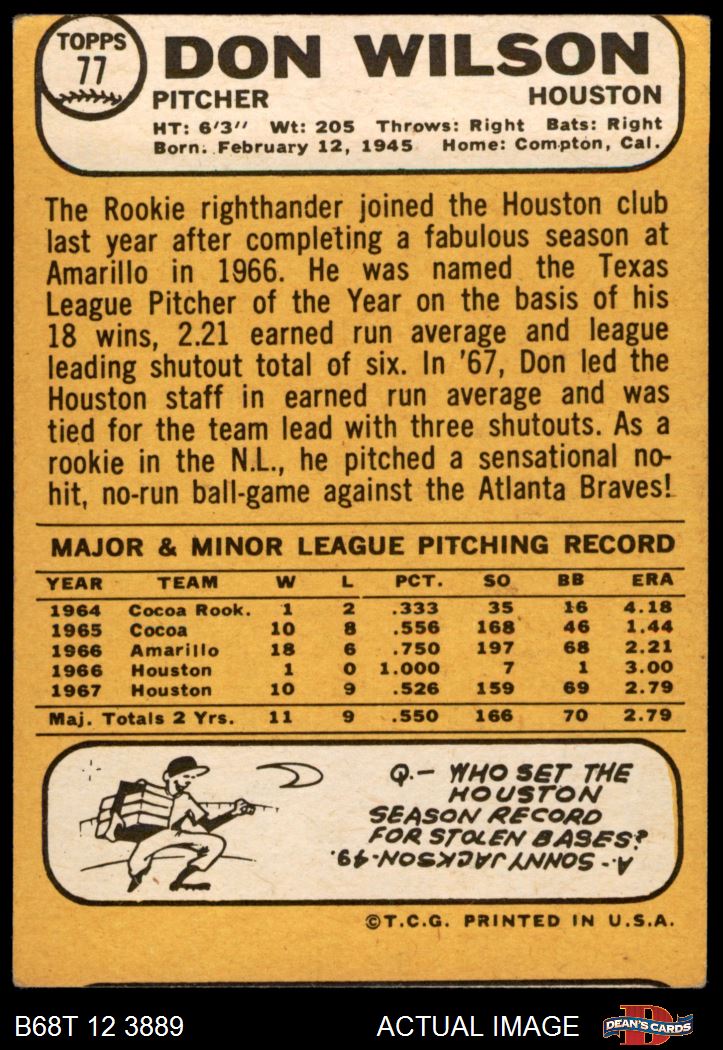 TOPPS
77
DON WILSON
PITCHER HOUSTON
HT: 6'3" Wt: 205 Throws: Right Bats: Right
Born: February 12, 1945 Home: Compton, Cal.
The Rookie righthander joined the Houston club
last year after completing a fabulous season at
Amarillo in 1966. He was named the Texas
League Pitcher of the Year on the basis of his
18 wins, 2.21 earned run average and league
leading shutout total of six. In '67, Don led the
Houston staff in earned run average and was
tied for the team lead with three shutouts. As a
rookie in the N.L., he pitched a sensational no-
hit, no-run ball-game against the Atlanta Braves!
MAJOR & MINOR LEAGUE PITCHING RECORD
YEAR TEAM W L PCT. SO BB ERA
1964 Cocoa Rook. 1 2 .333 35 16 4.18
1965 Cocoa 10 8 .556 168 46 1.44
1966 Amarillo 18 6 .750 197 68 2.21
1966 Houston 1 0 1.000 7 1 3.00
1967 Houston 10 9 .526 159 69 2.79
Maj. Totals 2 Yrs. 11 9 .550 166 70 2.79
Q.- WHO SET THE
HOUSTON
SEASON RECORD
FOR STOLEN BASES?
A.- SONNY JACKSON-49.
©T.C.G. PRINTED IN U.S.A.
B68T 12 3889 ACTUAL IMAGE
DEAN'S CARDS